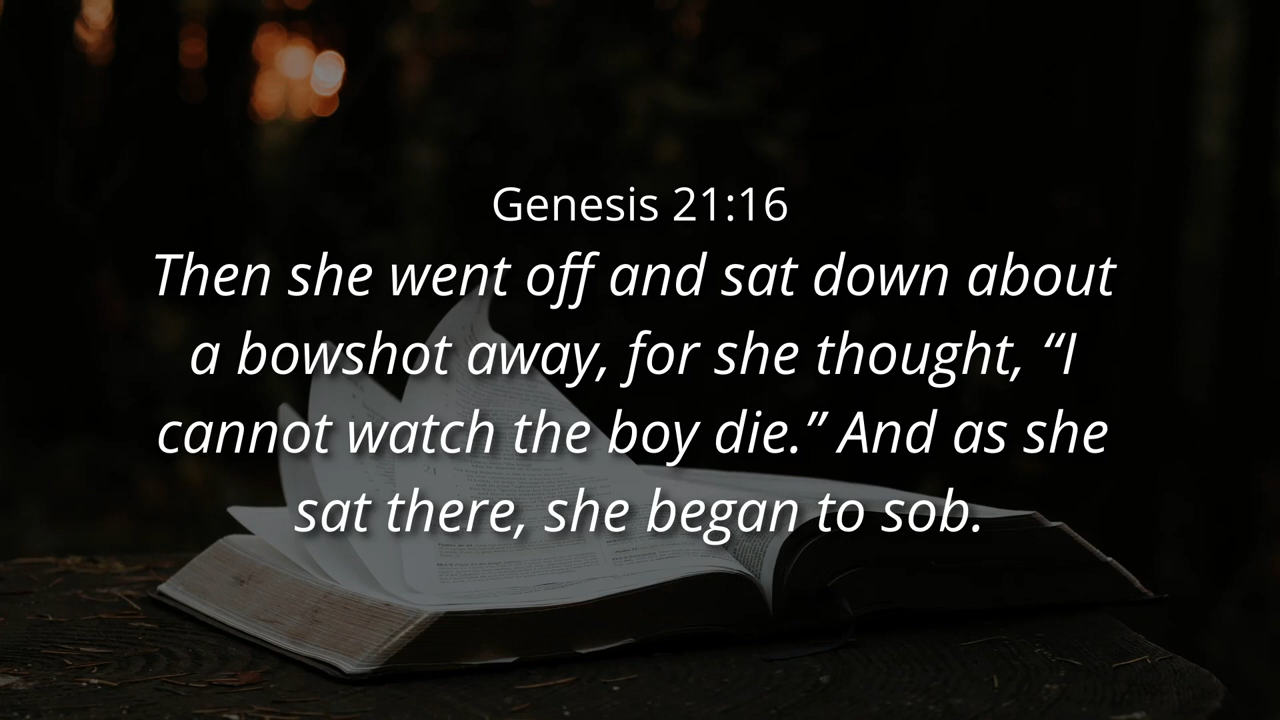 Genesis 21:16
Then she went off and sat down about
a bowshot away, for she thought, “I
cannot watch the boy die.” And as she
sat there, she began to sob.